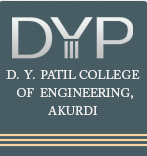 DYP
D. Y. PATIL COLLEGE
OF ENGINEERING,
AKURDI